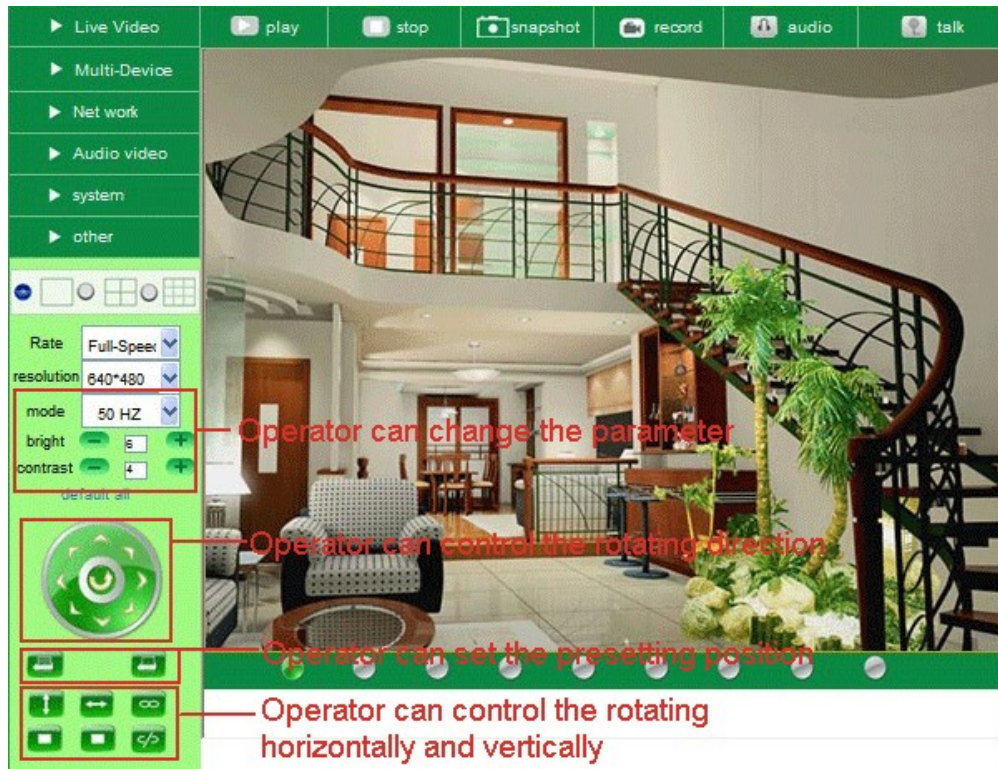 Live Video
play
stop
snapshot
record
audio
talk
Multi-Device
Net work
Audio video
system
other
Rate Full-Speed
resolution 640*480
mode 50 HZ
bright 6
contrast 4
default all
Operator can change the parameter
Operator can control the rotating direction
Operator can set the presetting position
Operator can control the rotating
horizontally and vertically